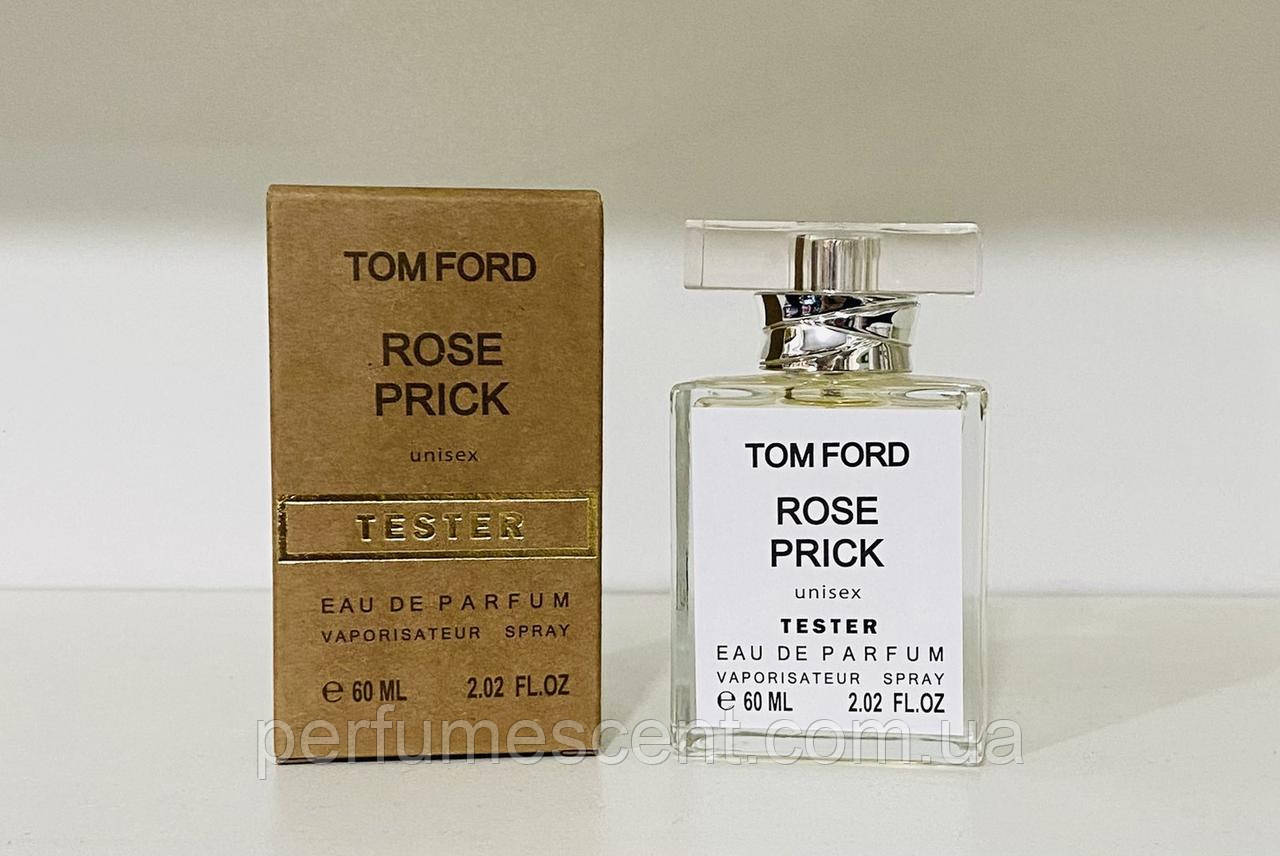 TOM FORD
ROSE
PRICK
unisex
TESTER
EAU DE PARFUM
VAPORISATEUR SPRAY
℮ 60 ML 2.02 FL.OZ
TOM FORD
ROSE
PRICK
unisex
TESTER
EAU DE PARFUM
VAPORISATEUR SPRAY
℮ 60 ML 2.02 FL.OZ
perfumescent.com.ua